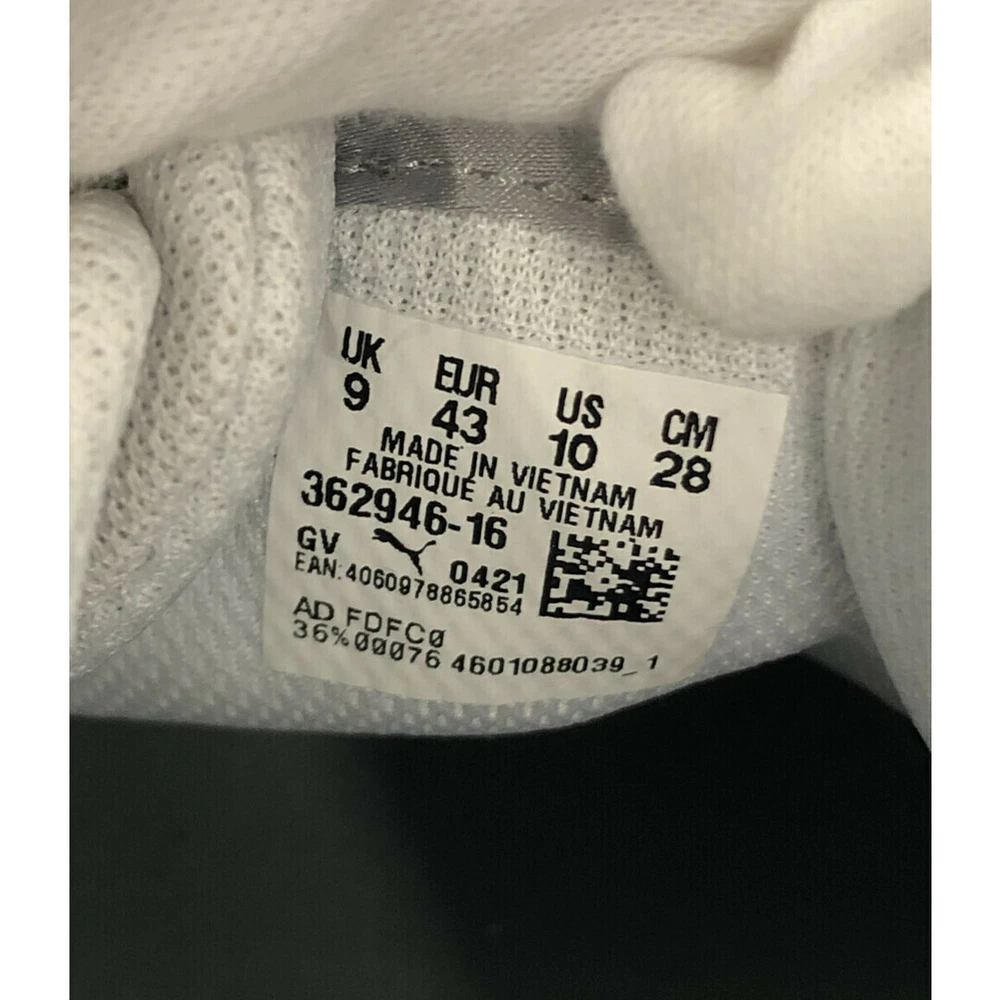 UK EUR US CM
9 43 10 28
MADE IN VIETNAM
FABRIQUE AU VIETNAM
362946-16
GV 0421
EAN:4060978865854
AD FDFC0
36%00076 4601088039_1